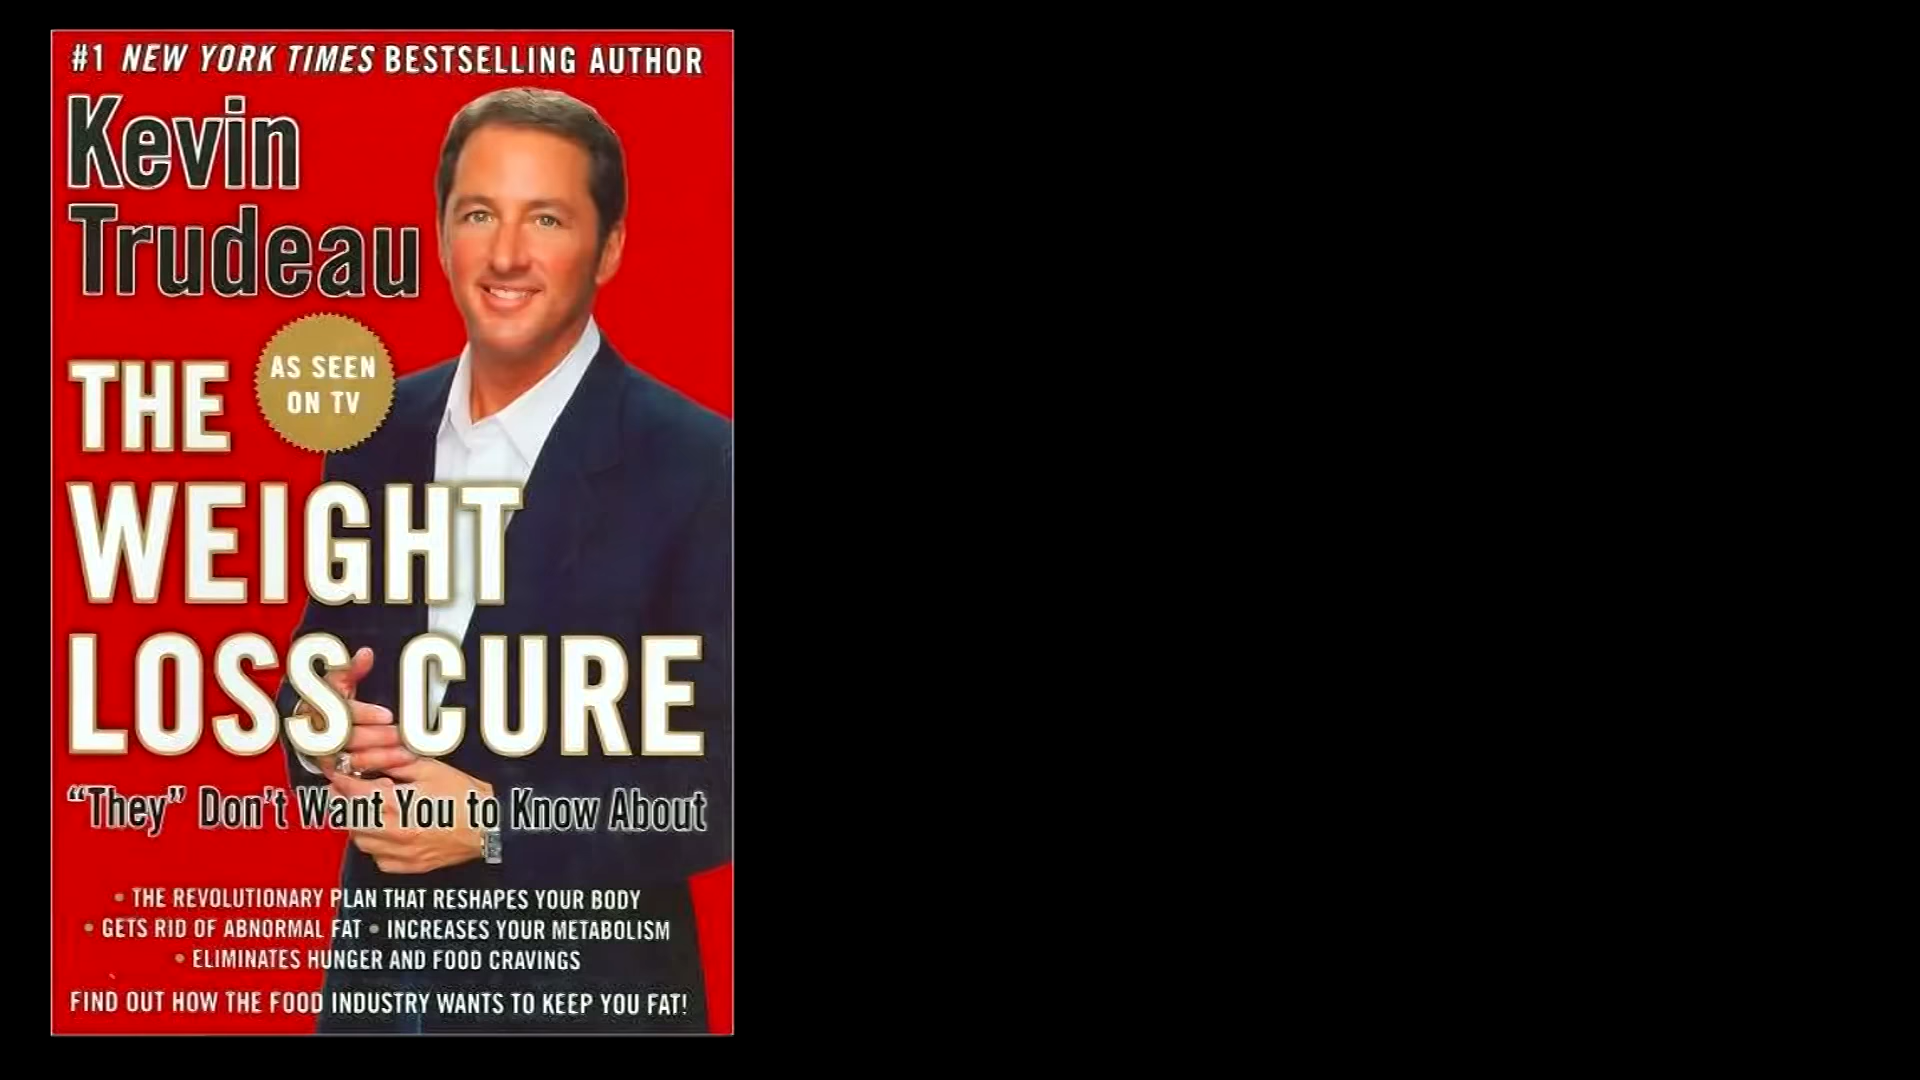 #1 NEW YORK TIMES BESTSELLING AUTHOR
Kevin
Trudeau
AS SEEN
ON TV
THE
WEIGHT
LOSS CURE
“They” Don’t Want You to Know About
• THE REVOLUTIONARY PLAN THAT RESHAPES YOUR BODY
• GETS RID OF ABNORMAL FAT • INCREASES YOUR METABOLISM
• ELIMINATES HUNGER AND FOOD CRAVINGS
FIND OUT HOW THE FOOD INDUSTRY WANTS TO KEEP YOU FAT!